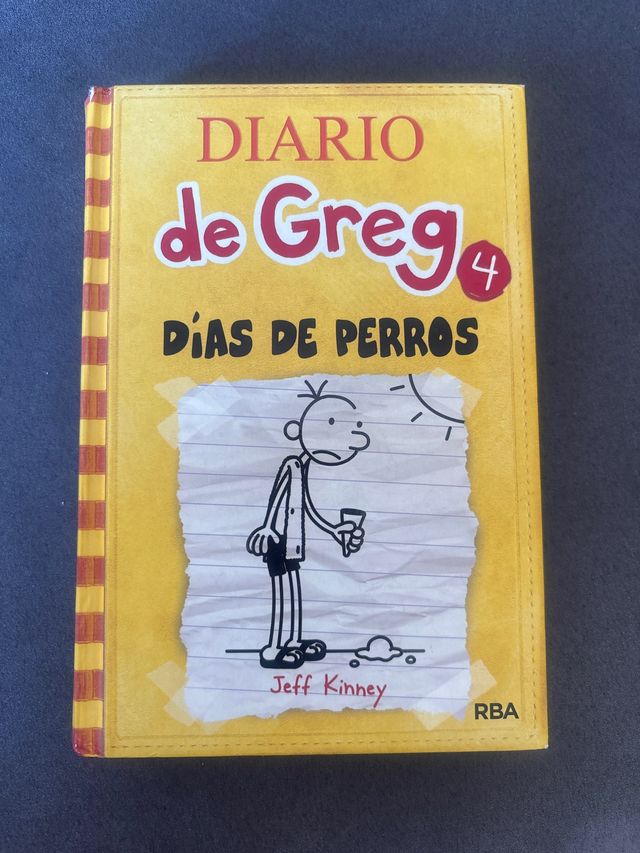 DIARIO
de Greg 4
DÍAS DE PERROS
Jeff Kinney
RBA